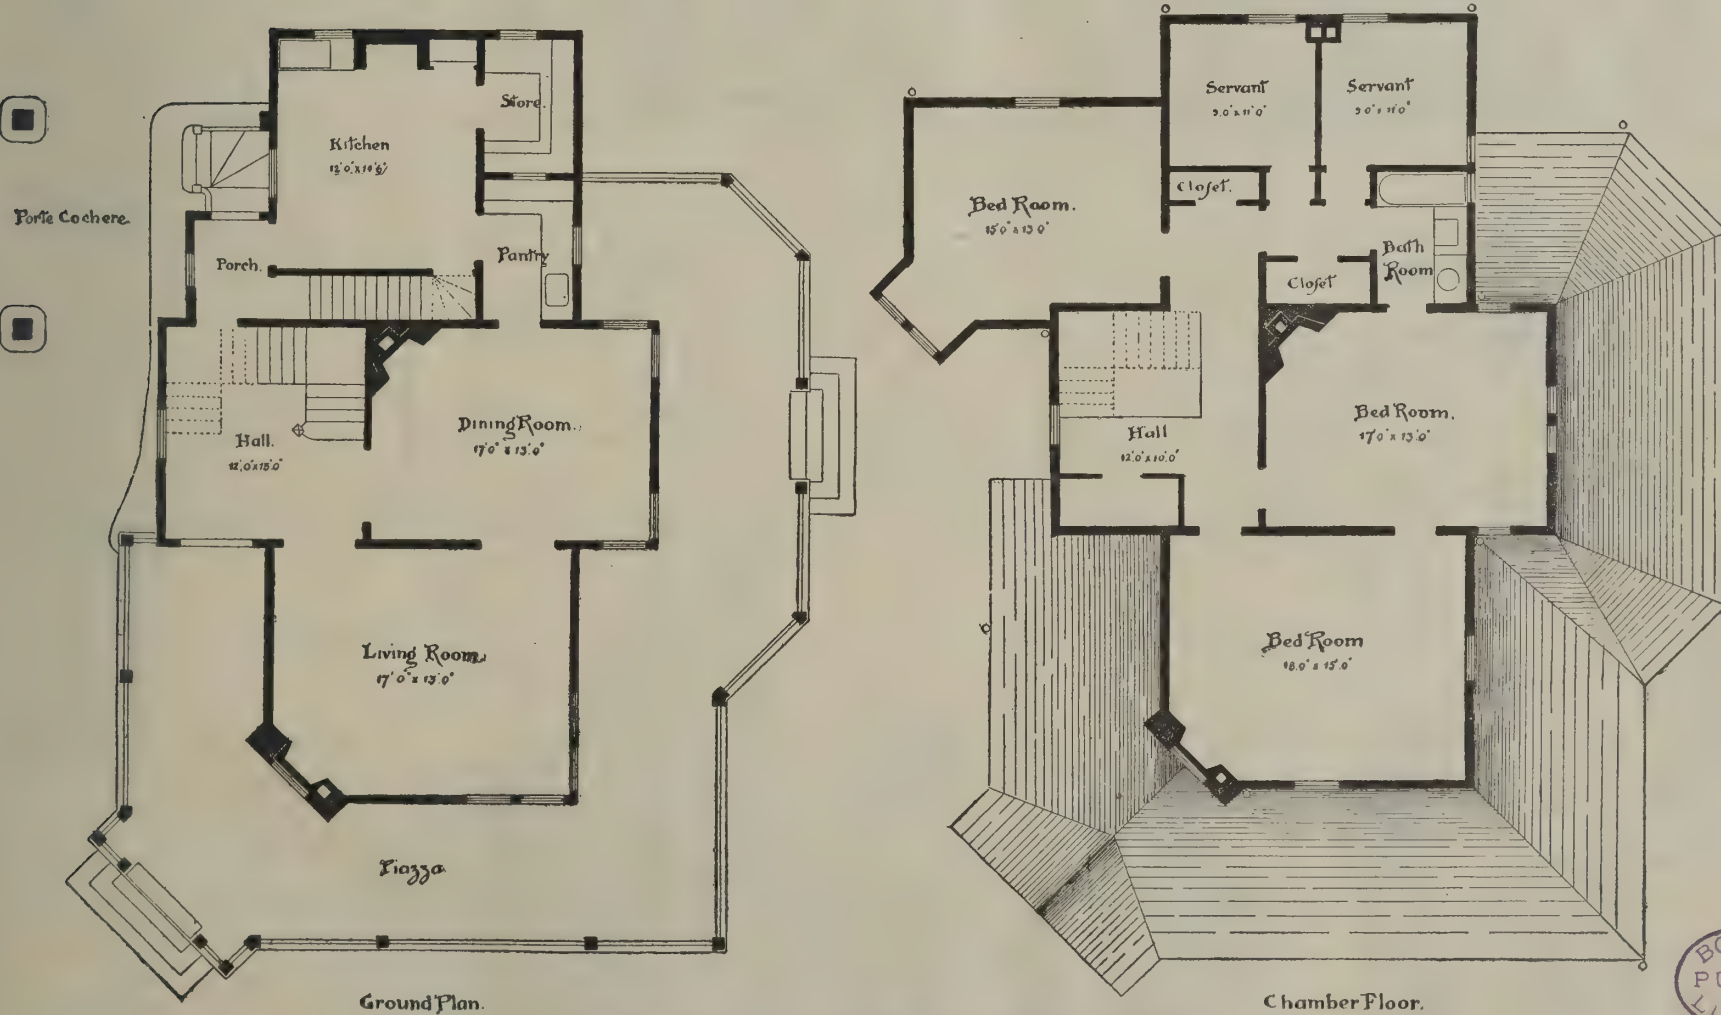 Porte Cochere
Kitchen
12'0" x 14'6"
Store.
Porch.
Pantry
Hall.
12'0" x 15'0"
Dining Room.
17'0" x 13'0"
Living Room
17'0" x 13'0"
Piazza
Ground Plan.
Servant
9.0" x 11'0"
Servant
9.0" x 11'0"
Closet.
Bed Room.
15'0" x 13'0"
Bath
Room
Closet
Hall
12'0" x 10'0"
Bed Room.
17'0" x 13'0"
Bed Room
18.0" x 15'0"
Chamber Floor.